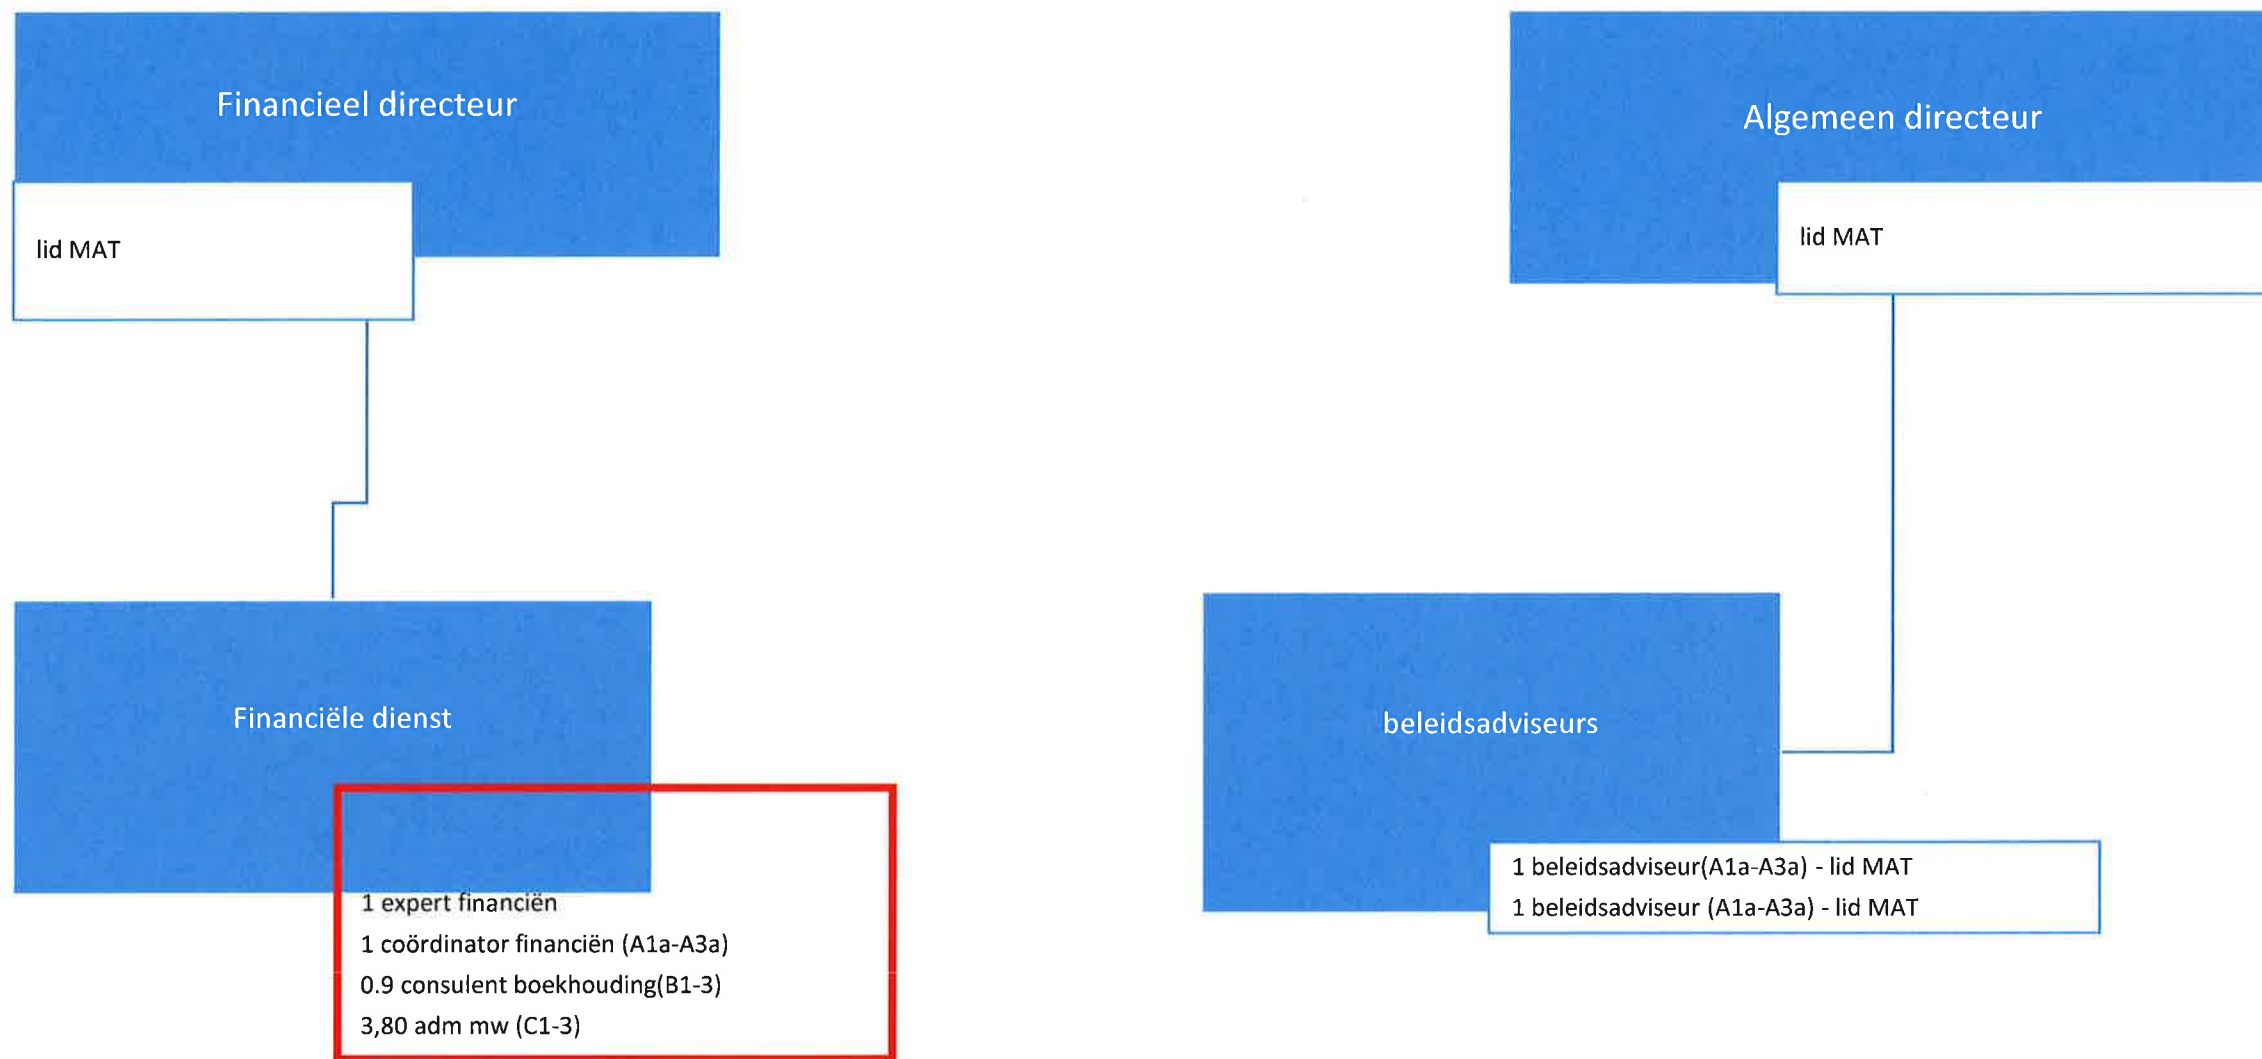 Financieel directeur
lid MAT
Algemeen directeur
lid MAT
Financiële dienst
1 expert financiën
1 coördinator financiën (A1a-A3a)
0.9 consulent boekhouding(B1-3)
3,80 adm mw (C1-3)
beleidsadviseurs
1 beleidsadviseur(A1a-A3a) - lid MAT
1 beleidsadviseur (A1a-A3a) - lid MAT